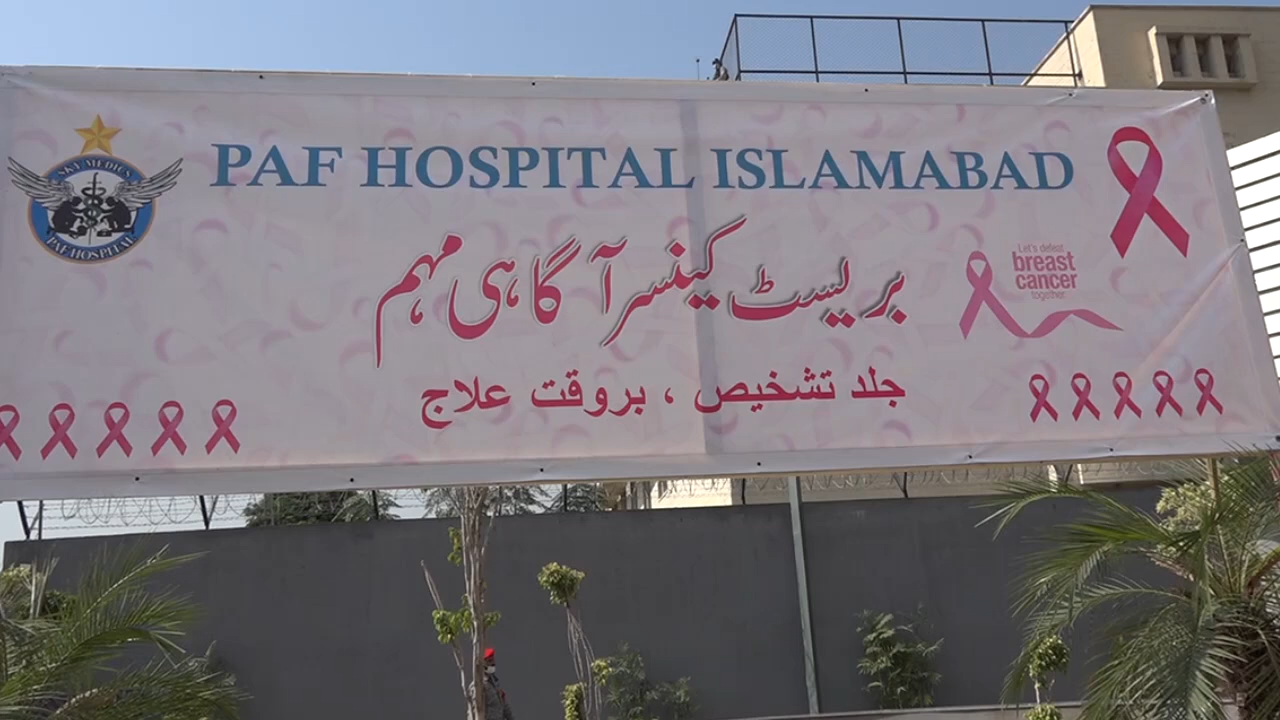 SKY MEDICS
PAF HOSPITAL
PAF HOSPITAL ISLAMABAD
بریسٹ کینسر آگاہی مہم
Let's defeat
breast
cancer
together
جلد تشخیص ، بروقت علاج